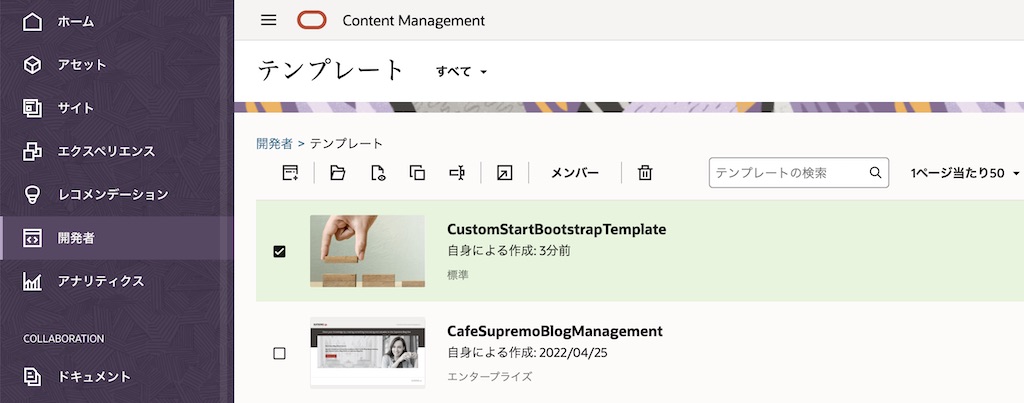 ホーム
アセット
サイト
エクスペリエンス
レコメンデーション
開発者
アナリティクス
COLLABORATION
ドキュメント
Content Management
テンプレート すべて
開発者 > テンプレート
メンバー テンプレートの検索 1ページ当たり50
CustomStartBootstrapTemplate
自身による作成: 3分前
標準
CafeSupremoBlogManagement
自身による作成: 2022/04/25
エンタープライズ